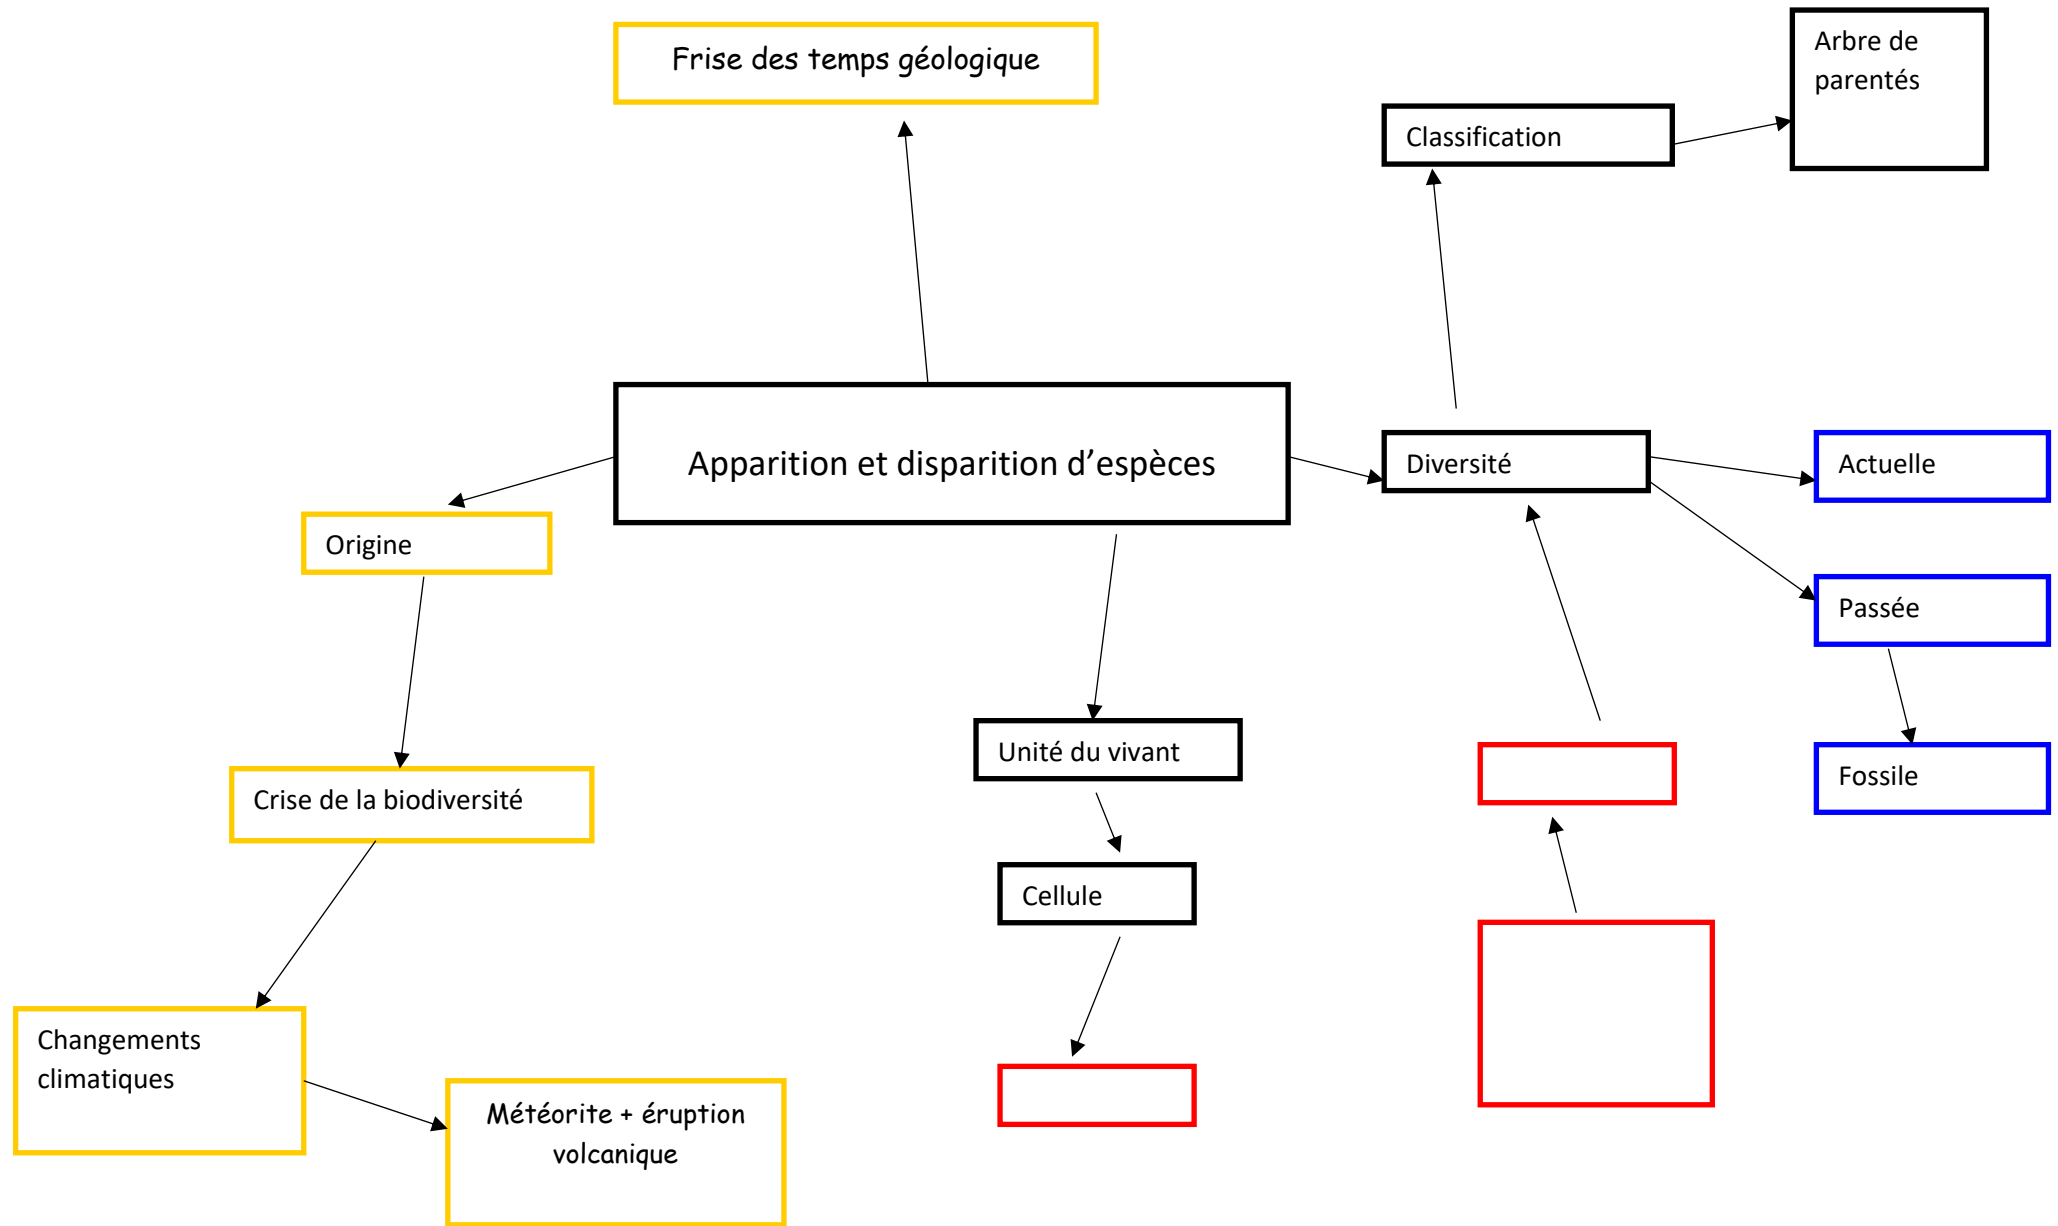 Frise des temps géologique
Arbre de
parentés
Classification
Apparition et disparition d’espèces
Diversité
Actuelle
Origine
Passée
Unité du vivant
Fossile
Crise de la biodiversité
Cellule
Changements
climatiques
Météorite + éruption
volcanique